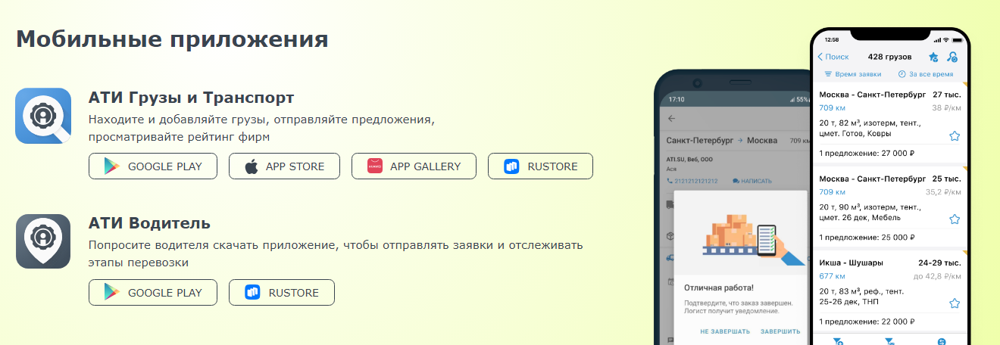 Мобильные приложения
АТИ Грузы и Транспорт
Находите и добавляйте грузы, отправляйте предложения,
просматривайте рейтинг фирм
GOOGLE PLAY
APP STORE
HUAWEI
APP GALLERY
RUSTORE
АТИ Водитель
Попросите водителя скачать приложение, чтобы отправлять заявки и отслеживать
этапы перевозки
GOOGLE PLAY
RUSTORE
17:10
55%
Санкт-Петербург → Москва 709 км
ATI.SU, Веб, ООО
Ася
2121212121212
НАПИСАТЬ
Отличная работа!
Подтвердите, что заказ завершен.
Логист получит уведомление.
НЕ ЗАВЕРШАТЬ ЗАВЕРШИТЬ
12:58
Поиск 428 грузов
Время заявки За все время
Москва - Санкт-Петербург 27 тыс.
709 км 38 ₽/км
20 т, 82 м³, изотерм, тент.,
цмет. Готов, Ковры
1 предложение: 27 000 ₽
Москва - Санкт-Петербург 25 тыс.
709 км 35,2 ₽/км
20 т, 90 м³, изотерм, тент.,
цмет. 26 дек, Мебель
1 предложение: 25 000 ₽
Икша - Шушары 24-29 тыс.
677 км до 42,8 ₽/км
20 т, 83 м³, реф., тент.
25-26 дек, ТНП
1 предложение: 22 000 ₽